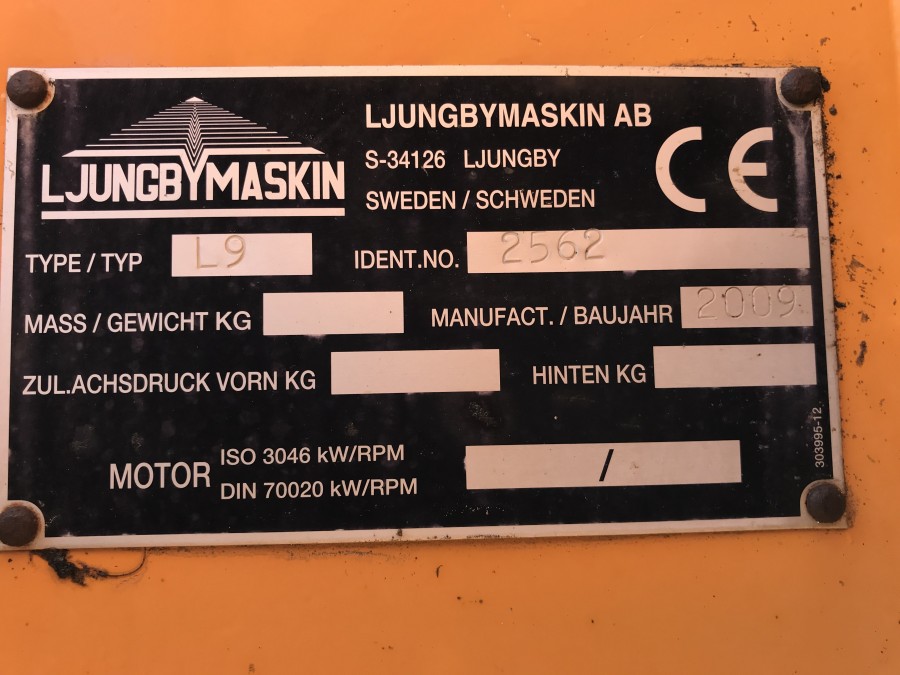 LJUNGBYMASKIN
LJUNGBYMASKIN AB
S-34126 LJUNGBY
SWEDEN / SCHWEDEN
CE
TYPE / TYP L9 IDENT.NO. 2562
MASS / GEWICHT KG MANUFACT. / BAUJAHR 2009
ZUL.ACHSDRUCK VORN KG HINTEN KG
MOTOR ISO 3046 kW/RPM /
DIN 70020 kW/RPM
303995-12